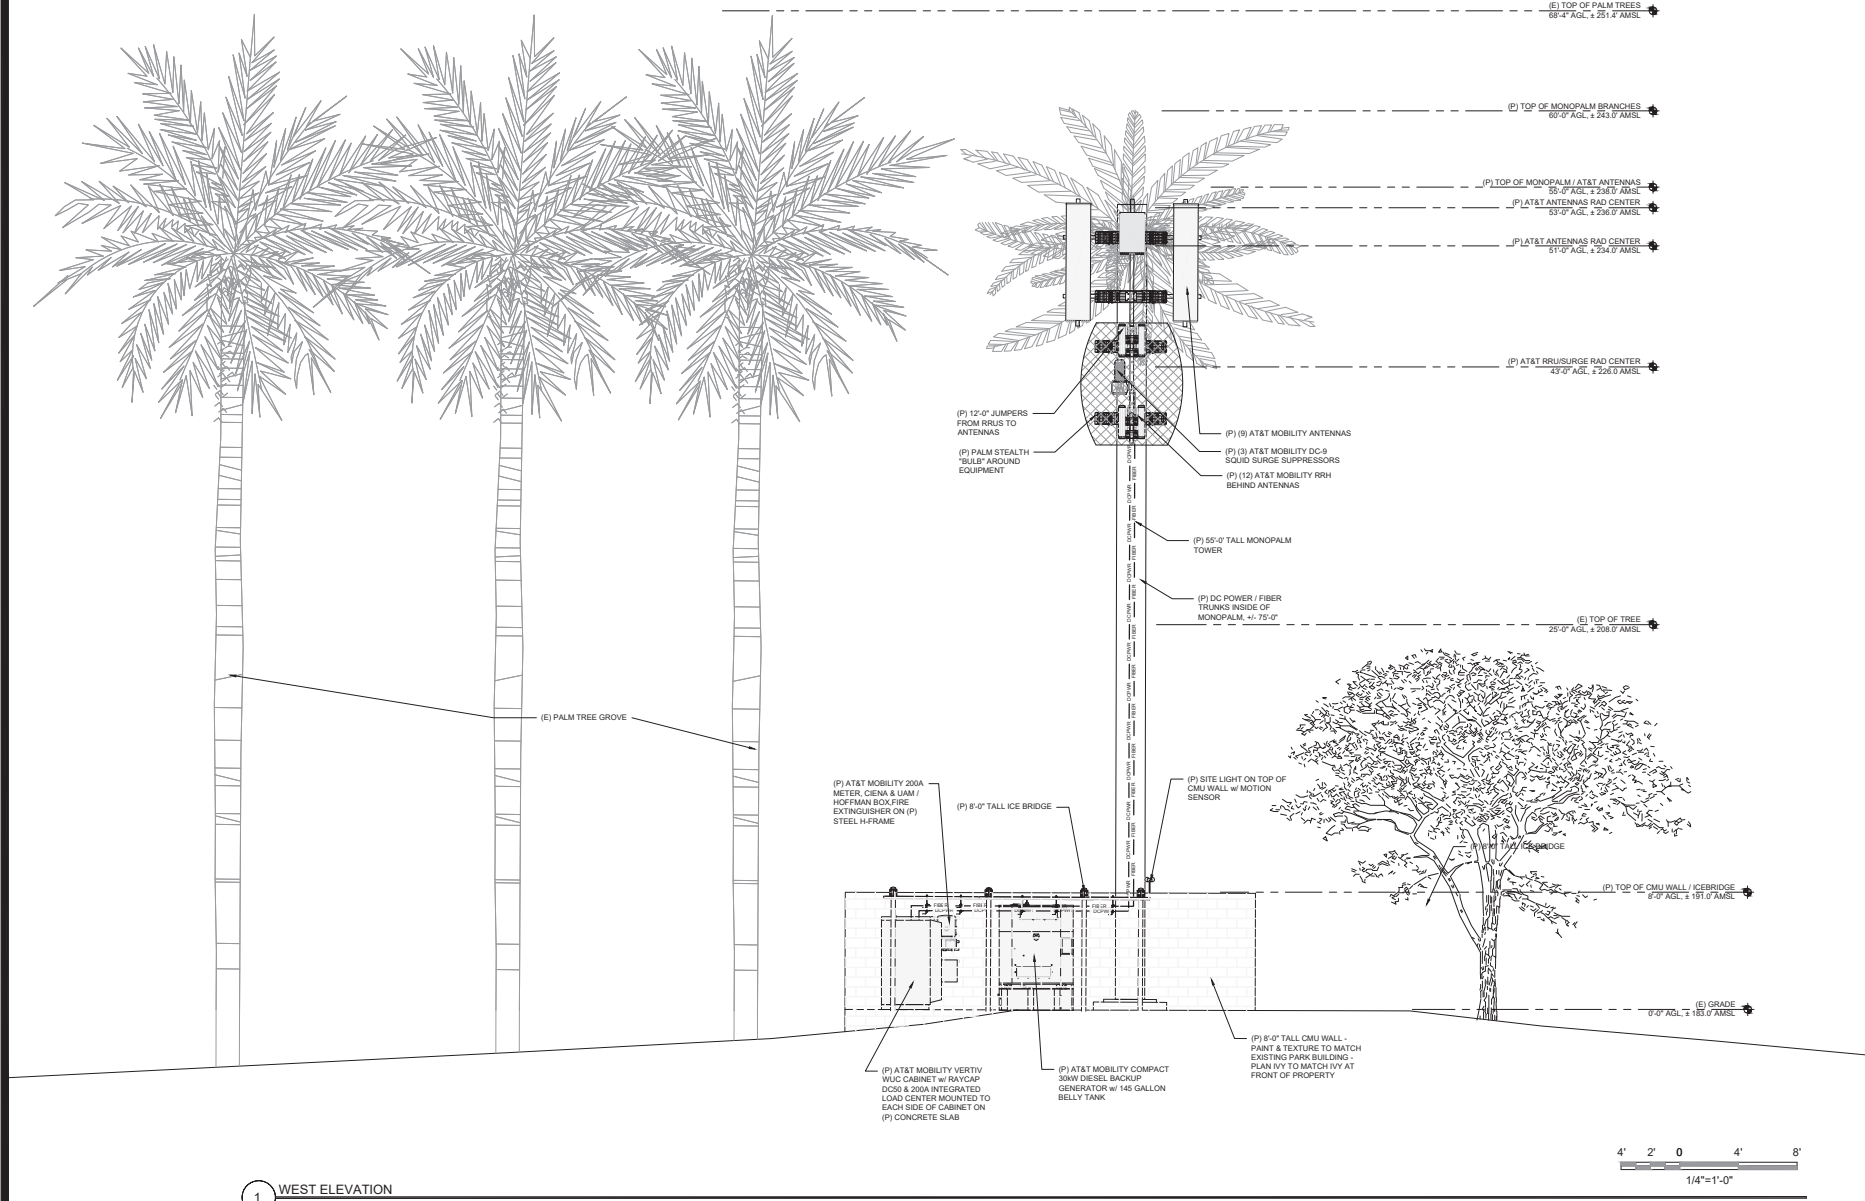 (E) TOP OF PALM TREES
68'-4" AGL, ± 251.4' AMSL
(P) TOP OF MONOPALM BRANCHES
60'-0" AGL, ± 243.0' AMSL
(P) TOP OF MONOPALM / AT&T ANTENNAS
55'-0" AGL, ± 238.0' AMSL
(P) AT&T ANTENNAS RAD CENTER
53'-0" AGL, ± 236.0' AMSL
(P) AT&T ANTENNAS RAD CENTER
51'-0" AGL, ± 234.0' AMSL
(P) AT&T RRU/SURGE RAD CENTER
43'-0" AGL, ± 226.0 AMSL
(P) 12'-0" JUMPERS
FROM RRUS TO
ANTENNAS
(P) PALM STEALTH
"BULB" AROUND
EQUIPMENT
(P) (9) AT&T MOBILITY ANTENNAS
(P) (3) AT&T MOBILITY DC-9
SQUID SURGE SUPPRESSORS
(P) (12) AT&T MOBILITY RRH
BEHIND ANTENNAS
(P) 55'-0' TALL MONOPALM
TOWER
(P) DC POWER / FIBER
TRUNKS INSIDE OF
MONOPALM, +/- 75'-0"
(E) TOP OF TREE
25'-0" AGL, ± 208.0' AMSL
(E) PALM TREE GROVE
(P) AT&T MOBILITY 200A
METER, CIENA & UAM /
HOFFMAN BOX,FIRE
EXTINGUISHER ON (P)
STEEL H-FRAME
(P) 8'-0" TALL ICE BRIDGE
(P) SITE LIGHT ON TOP OF
CMU WALL w/ MOTION
SENSOR
(P) 8'-0" TALL ICE BRIDGE
(P) TOP OF CMU WALL / ICEBRIDGE
8'-0" AGL, ± 191.0' AMSL
FIBER
DCPWR
FIBER
FIBER
DCPWR
(E) GRADE
0'-0" AGL, ± 183.0' AMSL
(P) AT&T MOBILITY VERTIV
WUC CABINET w/ RAYCAP
DC50 & 200A INTEGRATED
LOAD CENTER MOUNTED TO
EACH SIDE OF CABINET ON
(P) CONCRETE SLAB
(P) AT&T MOBILITY COMPACT
30kW DIESEL BACKUP
GENERATOR w/ 145 GALLON
BELLY TANK
(P) 8'-0" TALL CMU WALL -
PAINT & TEXTURE TO MATCH
EXISTING PARK BUILDING -
PLAN IVY TO MATCH IVY AT
FRONT OF PROPERTY
4' 2' 0 4' 8'
1/4"=1'-0"
1 WEST ELEVATION